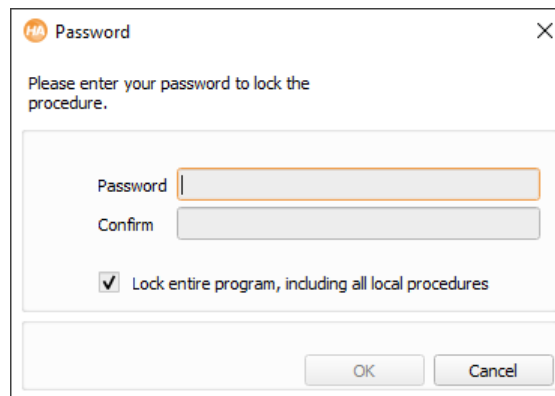 HA Password
Please enter your password to lock the
procedure.
Password
Confirm
Lock entire program, including all local procedures
OK Cancel